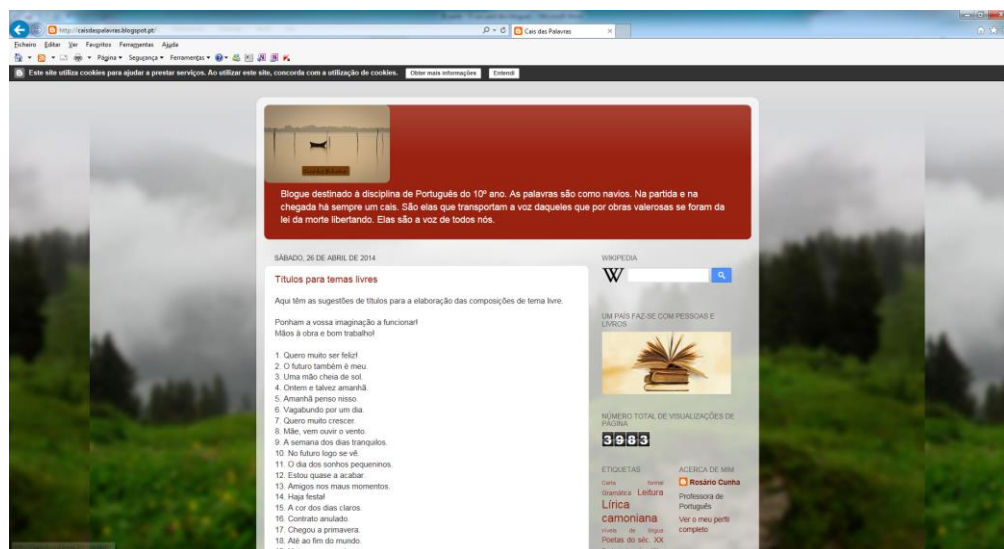 http://caisdaspalavras.blogspot.pt/
Cais das Palavras
Ficheiro Editar Ver Favoritos Ferramentas Ajuda
Página Segurança Ferramentas
Este site utiliza cookies para ajudar a prestar serviços. Ao utilizar este site, concorda com a utilização de cookies. Obter mais informações Entendi
Blogue destinado à disciplina de Português do 10º ano. As palavras são como navios. Na partida e na
chegada há sempre um cais. São elas que transportam a voz daqueles que por obras valerosas se foram da
lei da morte libertando. Elas são a voz de todos nós.
SÁBADO, 26 DE ABRIL DE 2014
Títulos para temas livres
Aqui têm as sugestões de títulos para a elaboração das composições de tema livre.
Ponham a vossa imaginação a funcionar!
Mãos à obra e bom trabalho!
1. Quero muito ser feliz!
2. O futuro também é meu.
3. Uma mão cheia de sol.
4. Ontem e talvez amanhã.
5. Amanhã penso nisso.
6. Vagabundo por um dia.
7. Quero muito crescer.
8. Mãe, vem ouvir o vento.
9. A semana dos dias tranquilos.
10. No futuro logo se vê.
11. O dia dos sonhos pequeninos.
12. Estou quase a acabar.
13. Amigos nos maus momentos.
14. Haja festa!
15. A cor dos dias claros.
16. Contrato anulado.
17. Chegou a primavera.
18. Até ao fim do mundo.
WIKIPEDIA
W
UM PAÍS FAZ-SE COM PESSOAS E
LIVROS
NÚMERO TOTAL DE VISUALIZAÇÕES DE
PÁGINA
3983
ETIQUETAS
Carta formal
Gramática Leitura
Lírica
camoniana
níveis de língua
Poetas do séc. XX
ACERCA DE MIM
Rosário Cunha
Professora de
Português
Ver o meu perfil
completo